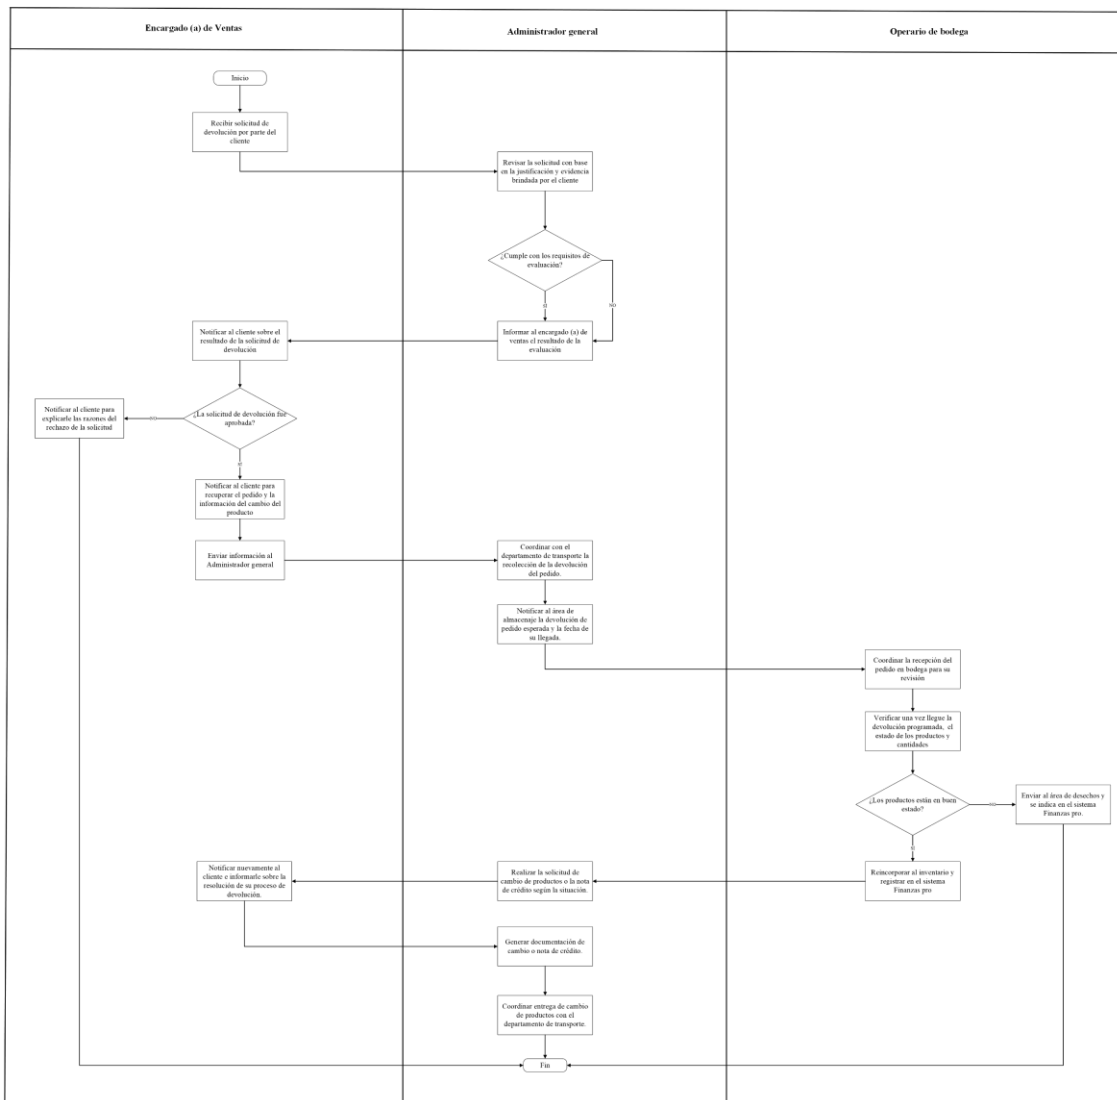 Encargado (a) de Ventas
Administrador general
Operario de bodega
Inicio
Recibir solicitud de
devolución por parte del
cliente
Revisar la solicitud con base
en la justificación y evidencia
brindada por el cliente
¿Cumple con los requisitos de
evaluación?
SI
NO
Notificar al cliente sobre el
resultado de la solicitud de
devolución
Informar al encargado (a) de
ventas el resultado de la
evaluación
Notificar al cliente para
explicarle las razones del
rechazo de la solicitud
NO
¿La solicitud de devolución fue
aprobada?
SI
Notificar al cliente para
recuperar el pedido y la
información del cambio del
producto
Enviar información al
Administrador general
Coordinar con el
departamento de transporte la
recolección de la devolución
del pedido.
Notificar al área de
almacenaje la devolución de
pedido esperada y la fecha de
su llegada.
Coordinar la recepción del
pedido en bodega para su
revisión
Verificar una vez llegue la
devolución programada, el
estado de los productos y
cantidades
¿Los productos están en buen
estado?
NO
Enviar al área de desechos y
se indica en el sistema
Finanzas pro.
SI
Notificar nuevamente al
cliente e informarle sobre la
resolución de su proceso de
devolución.
Realizar la solicitud de
cambio de productos o la nota
de crédito según la situación.
Reincorporar al inventario y
registrar en el sistema
Finanzas pro
Generar documentación de
cambio o nota de crédito.
Coordinar entrega de cambio
de productos con el
departamento de transporte.
Fin